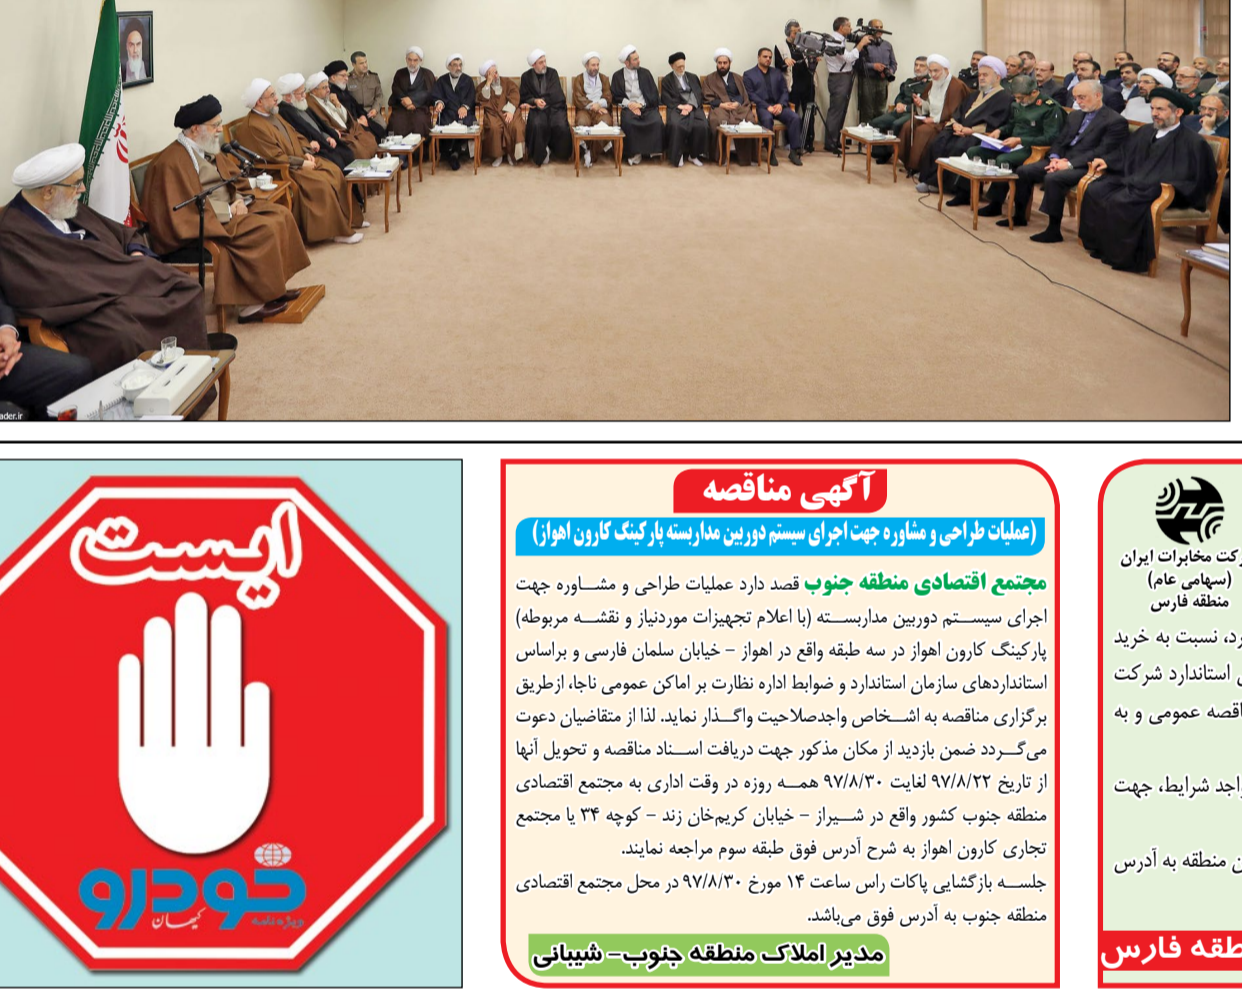 ader.ir
شرکت مخابرات ایران
(سهامی عام)
منطقه فارس
رد، نسبت به خرید
استاندارد شرکت
اقصه عمومی و به
واجد شرایط، جهت
ن منطقه به آدرس
طقه فارس
آگهی مناقصه
(عملیات طراحی و مشاوره جهت اجرای سیستم دوربین مداربسته پارکینگ کارون اهواز)
مجتمع اقتصادی منطقه جنوب قصد دارد عملیات طراحی و مشاوره جهت
اجرای سیستم دوربین مداربسته (با اعلام تجهیزات موردنیاز و نقشه مربوطه)
پارکینگ کارون اهواز در سه طبقه واقع در اهواز – خیابان سلمان فارسی و براساس
استانداردهای سازمان استاندارد و ضوابط اداره نظارت بر اماکن عمومی ناجا، ازطریق
برگزاری مناقصه به اشخاص واجدصلاحیت واگذار نماید. لذا از متقاضیان دعوت
می‌گردد ضمن بازدید از مکان مذکور جهت دریافت اسناد مناقصه و تحویل آنها
از تاریخ ۹۷/۸/۲۲ لغایت ۹۷/۸/۳۰ همه روزه در وقت اداری به مجتمع اقتصادی
منطقه جنوب کشور واقع در شیراز – خیابان کریم‌خان زند – کوچه ۳۴ یا مجتمع
تجاری کارون اهواز به شرح آدرس فوق طبقه سوم مراجعه نمایند.
جلسه بازگشایی پاکات راس ساعت ۱۴ مورخ ۹۷/۸/۳۰ در محل مجتمع اقتصادی
منطقه جنوب به آدرس فوق می‌باشد.
مدیر املاک منطقه جنوب– شیبانی
ایست
خودرو
ویژه‌نامه
کیهان